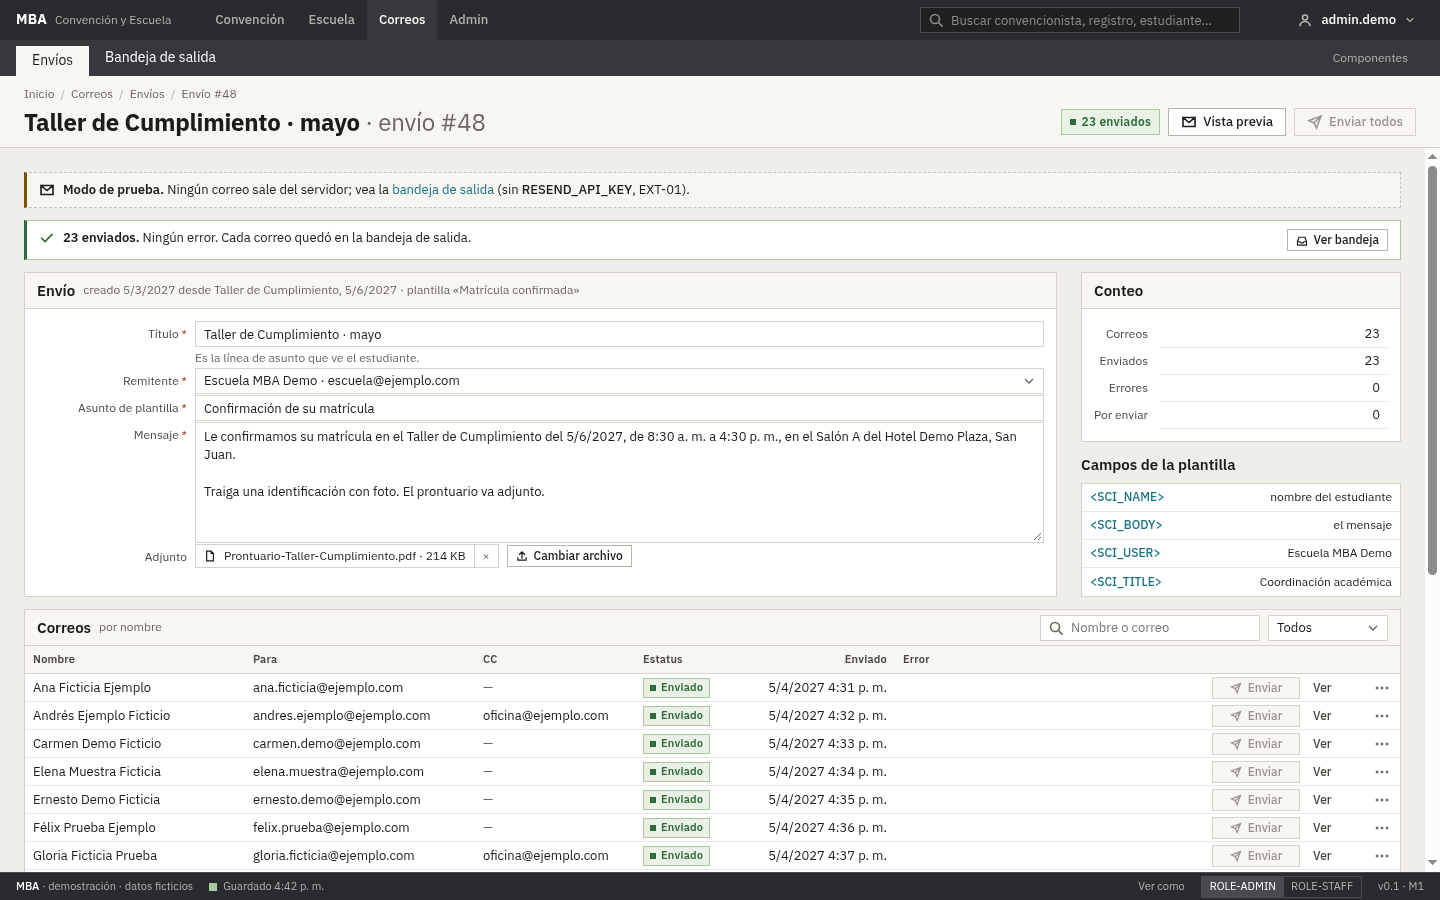 MBA Convención y Escuela Convención Escuela Correos Admin Buscar convencionista, registro, estudiante... admin.demo
Envíos Bandeja de salida Componentes
Inicio / Correos / Envíos / Envío #48
Taller de Cumplimiento · mayo · envío #48 23 enviados Vista previa Enviar todos
Modo de prueba. Ningún correo sale del servidor; vea la bandeja de salida (sin RESEND_API_KEY, EXT-01).
23 enviados. Ningún error. Cada correo quedó en la bandeja de salida. Ver bandeja
Envío creado 5/3/2027 desde Taller de Cumplimiento, 5/6/2027 · plantilla «Matrícula confirmada»
Título * Taller de Cumplimiento · mayo
Es la línea de asunto que ve el estudiante.
Remitente * Escuela MBA Demo · escuela@ejemplo.com
Asunto de plantilla * Confirmación de su matrícula
Mensaje * Le confirmamos su matrícula en el Taller de Cumplimiento del 5/6/2027, de 8:30 a. m. a 4:30 p. m., en el Salón A del Hotel Demo Plaza, San
Juan.
Traiga una identificación con foto. El prontuario va adjunto.
Adjunto Prontuario-Taller-Cumplimiento.pdf · 214 KB × Cambiar archivo
Conteo
Correos 23
Enviados 23
Errores 0
Por enviar 0
Campos de la plantilla
<SCI_NAME> nombre del estudiante
<SCI_BODY> el mensaje
<SCI_USER> Escuela MBA Demo
<SCI_TITLE> Coordinación académica
Correos por nombre Nombre o correo Todos
Nombre Para CC Estatus Enviado Error
Ana Ficticia Ejemplo ana.ficticia@ejemplo.com — Enviado 5/4/2027 4:31 p. m. Enviar Ver ···
Andrés Ejemplo Ficticio andres.ejemplo@ejemplo.com oficina@ejemplo.com Enviado 5/4/2027 4:32 p. m. Enviar Ver ···
Carmen Demo Ficticio carmen.demo@ejemplo.com — Enviado 5/4/2027 4:33 p. m. Enviar Ver ···
Elena Muestra Ficticia elena.muestra@ejemplo.com — Enviado 5/4/2027 4:34 p. m. Enviar Ver ···
Ernesto Demo Ficticia ernesto.demo@ejemplo.com — Enviado 5/4/2027 4:35 p. m. Enviar Ver ···
Félix Prueba Ejemplo felix.prueba@ejemplo.com — Enviado 5/4/2027 4:36 p. m. Enviar Ver ···
Gloria Ficticia Prueba gloria.ficticia@ejemplo.com oficina@ejemplo.com Enviado 5/4/2027 4:37 p. m. Enviar Ver ···
MBA · demostración · datos ficticios Guardado 4:42 p. m. Ver como ROLE-ADMIN ROLE-STAFF v0.1 · M1